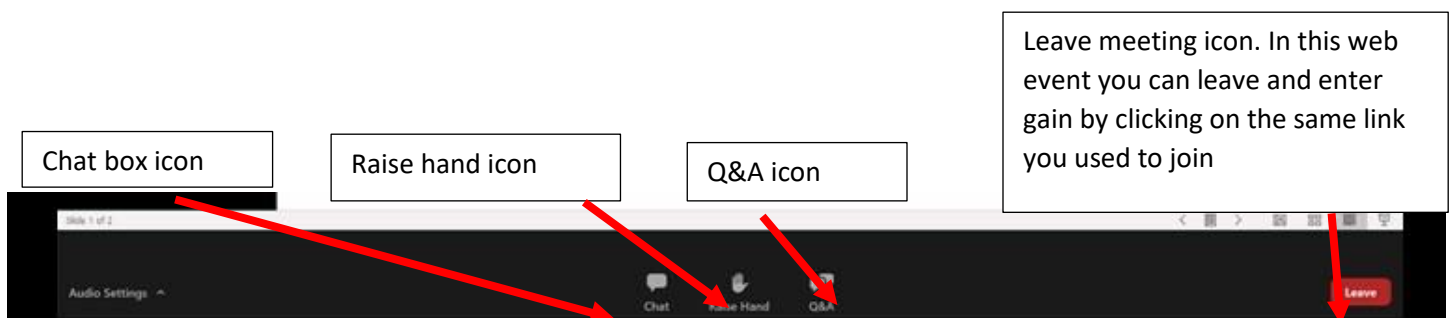 Leave meeting icon. In this web
event you can leave and enter
gain by clicking on the same link
you used to join
Chat box icon
Raise hand icon
Q&A icon
Slide 1 of 2
Audio Settings
Chat
Raise Hand
Q&A
Leave